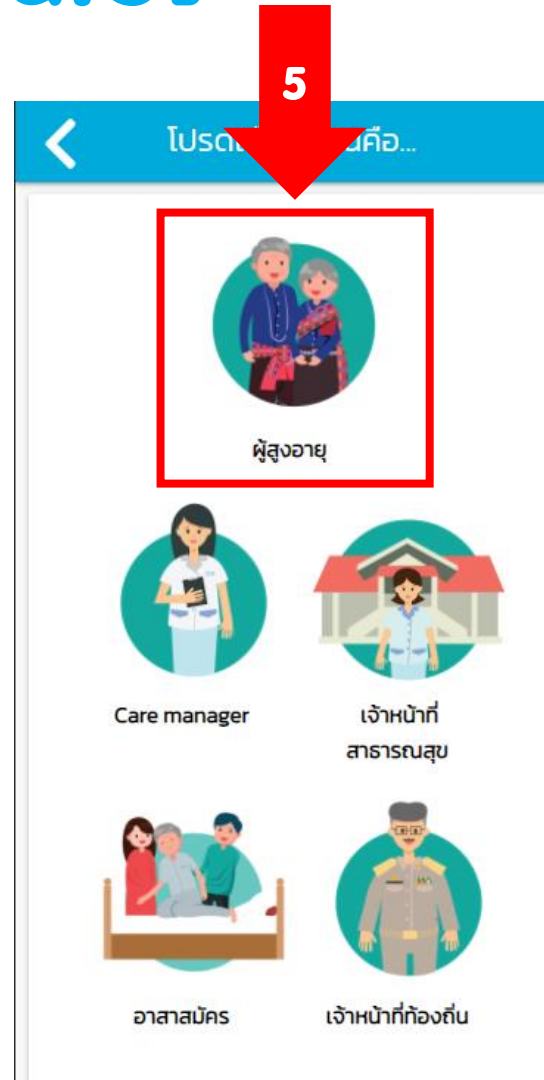 5
โปรด
คือ...
ผู้สูงอายุ
Care manager
เจ้าหน้าที่
สาธารณสุข
อาสาสมัคร
เจ้าหน้าที่ท้องถิ่น